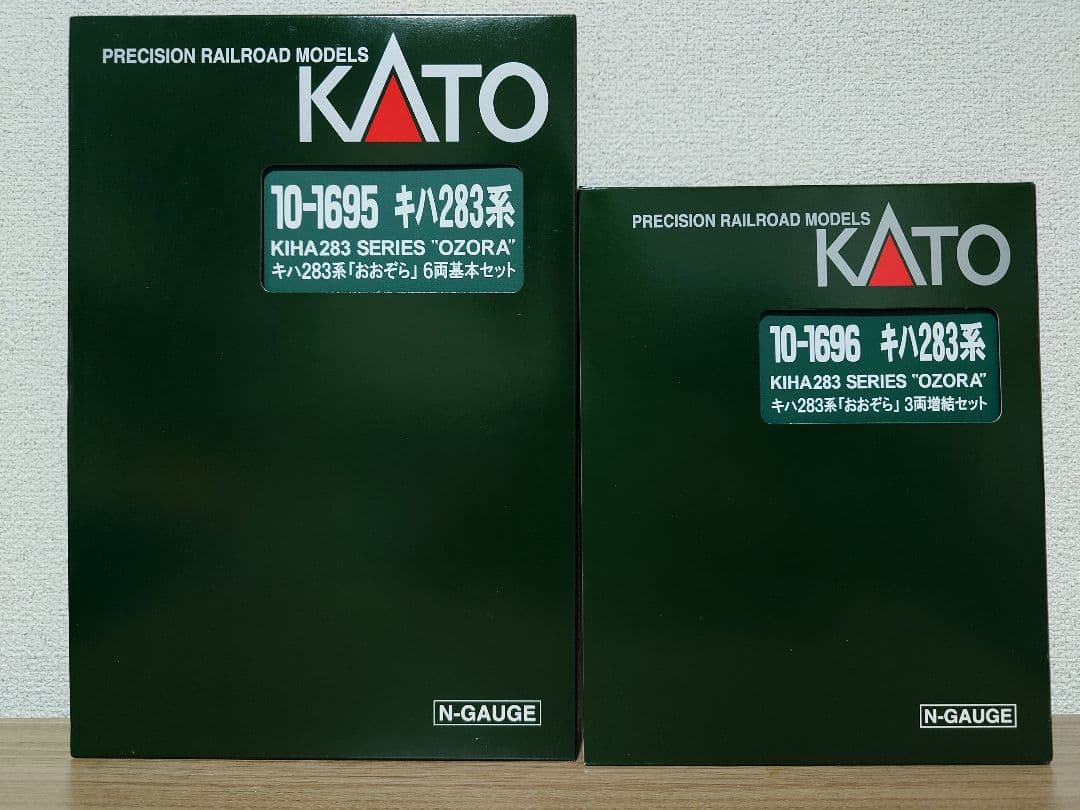 PRECISION RAILROAD MODELS
KATO
10-1695 キハ283系
KIHA283 SERIES "OZORA"
キハ283系「おおぞら」6両基本セット
N-GAUGE
PRECISION RAILROAD MODELS
KATO
10-1696 キハ283系
KIHA283 SERIES "OZORA"
キハ283系「おおぞら」3両増結セット
N-GAUGE